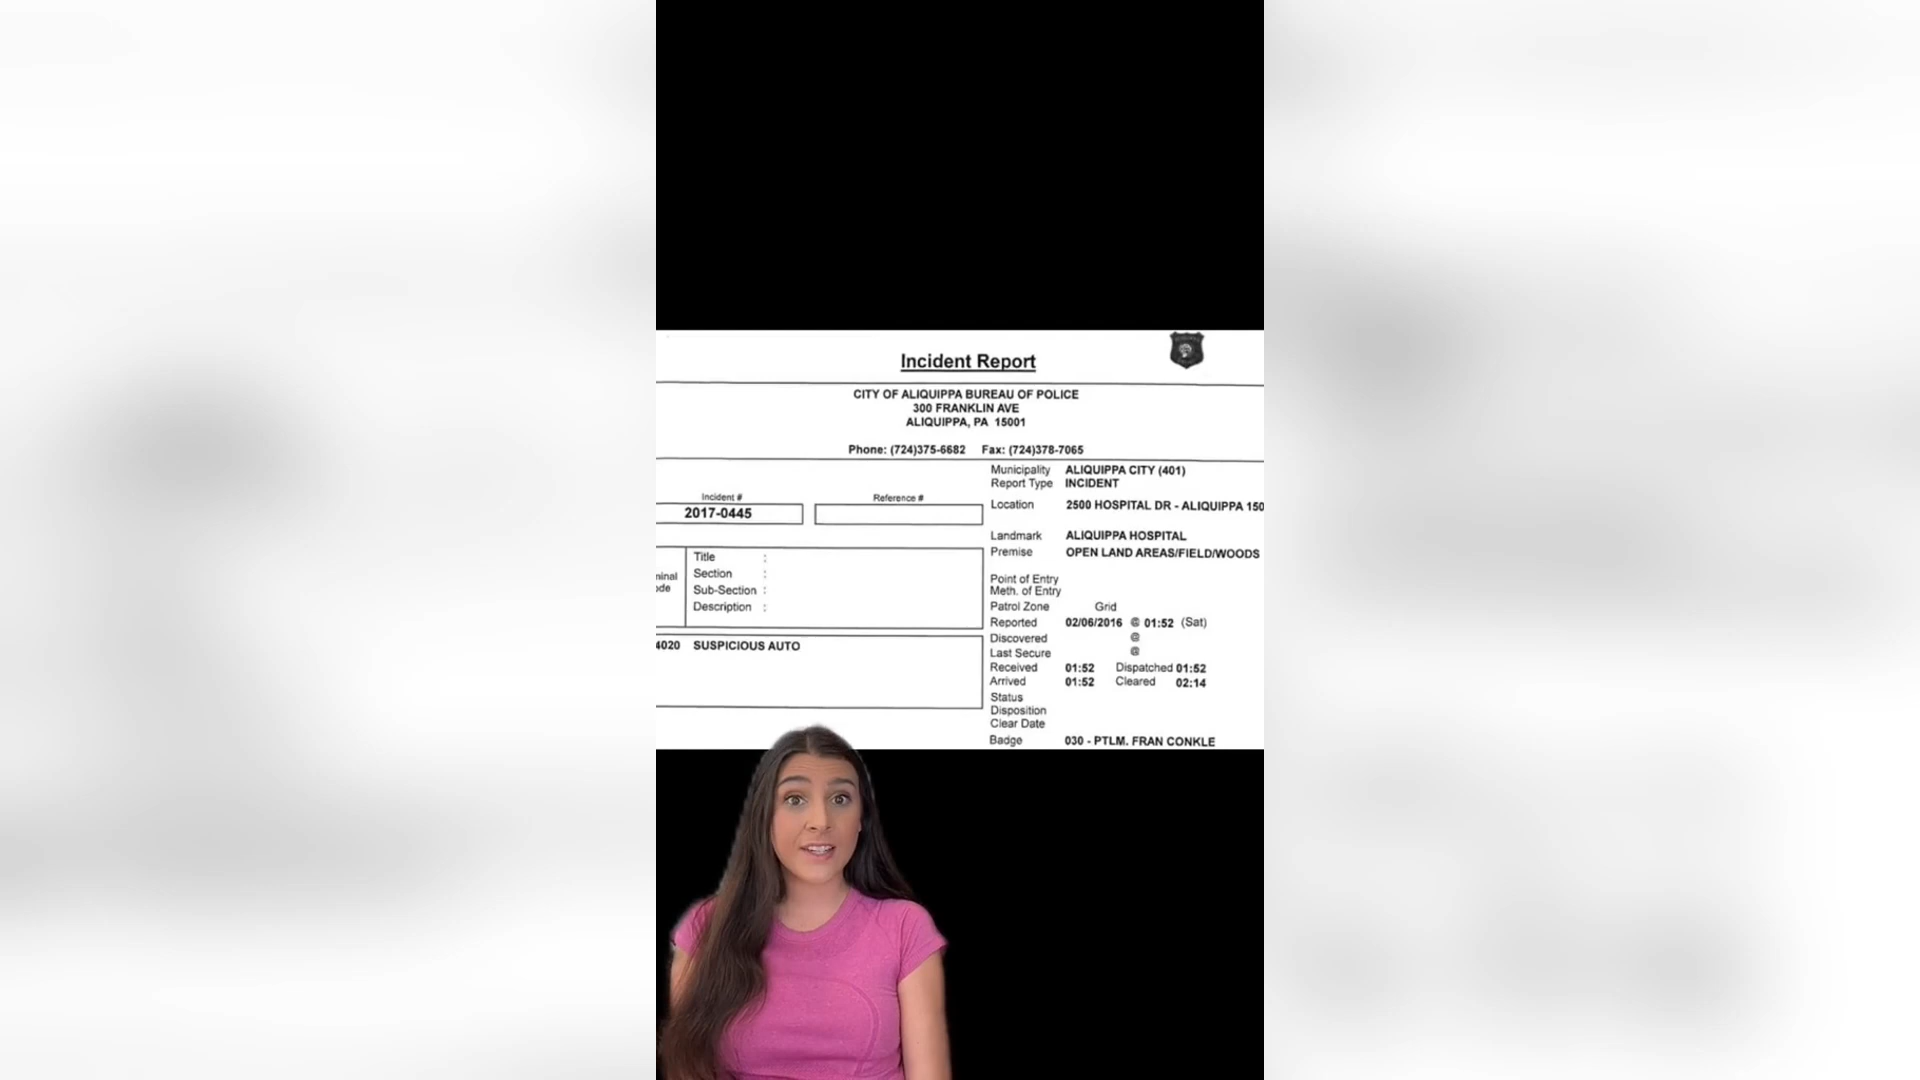 Incident Report
CITY OF ALIQUIPPA BUREAU OF POLICE
300 FRANKLIN AVE
ALIQUIPPA, PA 15001
Phone: (724)375-6682 Fax: (724)378-7065
Municipality ALIQUIPPA CITY (401)
Report Type INCIDENT
Incident #
2017-0445
Reference #
Location 2500 HOSPITAL DR - ALIQUIPPA 150
Landmark ALIQUIPPA HOSPITAL
Premise OPEN LAND AREAS/FIELD/WOODS
minal
ode
Title :
Section :
Sub-Section :
Description :
Point of Entry
Meth. of Entry
Patrol Zone Grid
Reported 02/06/2016 @ 01:52 (Sat)
Discovered @
Last Secure @
4020 SUSPICIOUS AUTO
Received 01:52 Dispatched 01:52
Arrived 01:52 Cleared 02:14
Status
Disposition
Clear Date
Badge 030 - PTLM. FRAN CONKLE